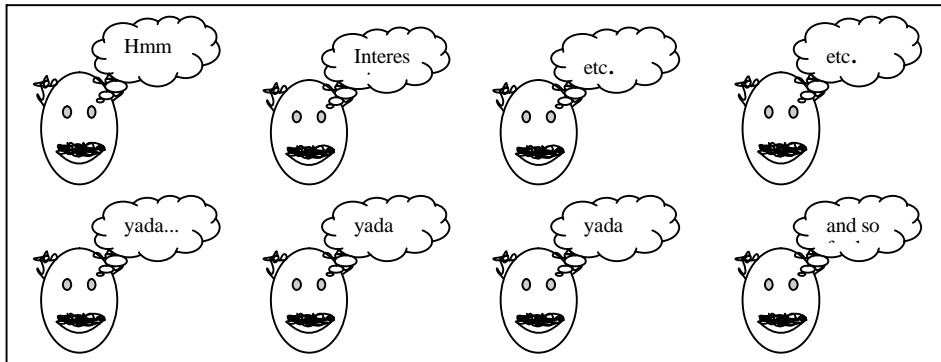 Hmm
Interes
etc.
etc.
yada...
yada
yada
and so